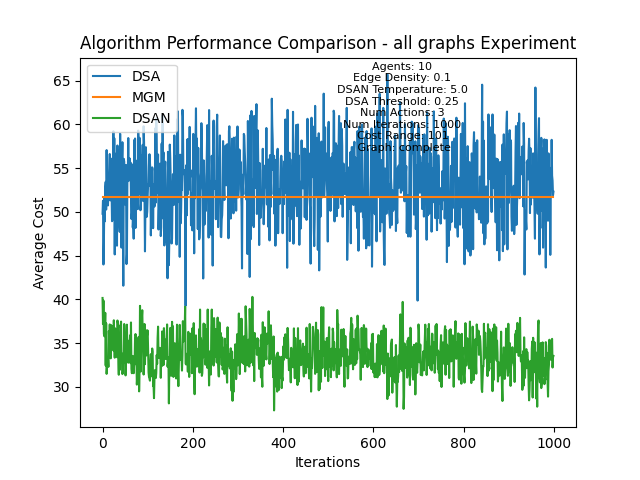 Algorithm Performance Comparison - all graphs Experiment
DSA
MGM
DSAN
Agents: 10
Edge Density: 0.1
DSAN Temperature: 5.0
DSA Threshold: 0.25
Num Actions: 3
Num Iterations: 1000
Cost Range: 101
Graph: complete
Average Cost
65
60
55
50
45
40
35
30
0
200
400
600
800
1000
Iterations